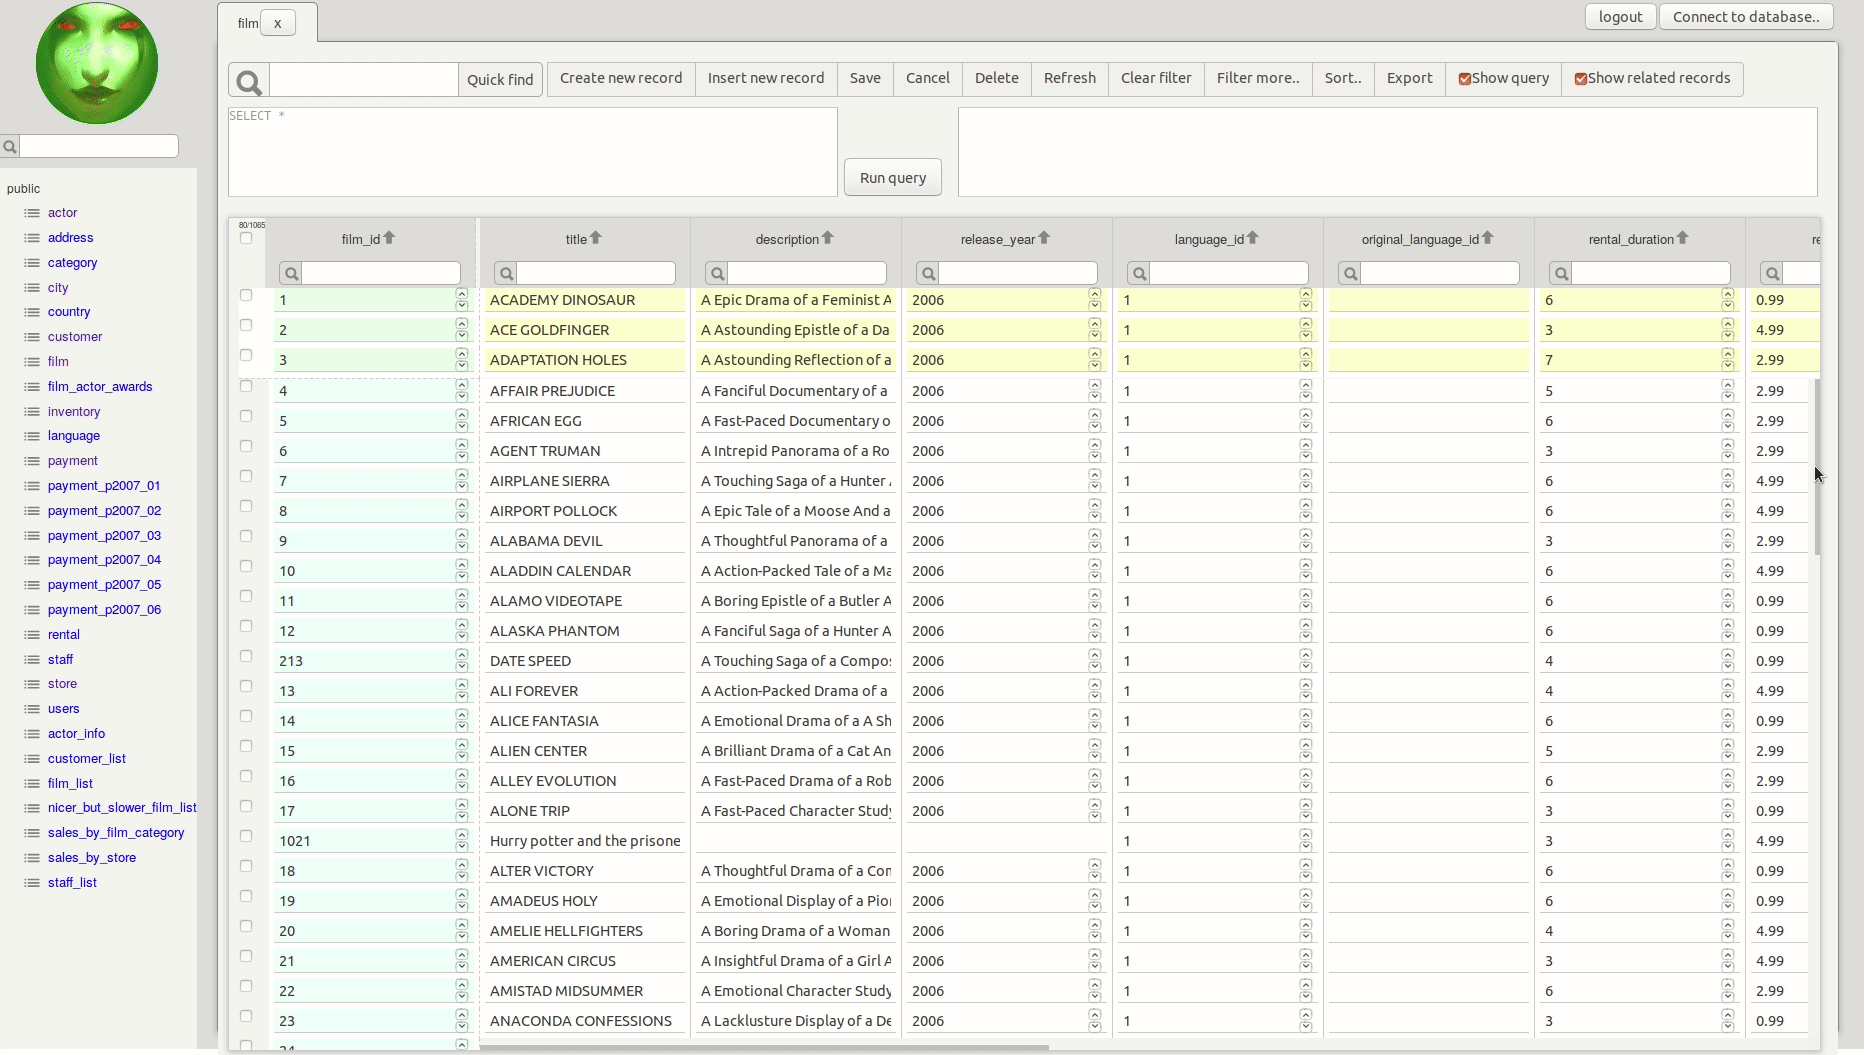 film x
logout Connect to database..
Quick find Create new record Insert new record Save Cancel Delete Refresh Clear filter Filter more.. Sort.. Export Show query Show related records
SELECT *
Run query
public
actor
address
category
city
country
customer
film
film_actor_awards
inventory
language
payment
payment_p2007_01
payment_p2007_02
payment_p2007_03
payment_p2007_04
payment_p2007_05
payment_p2007_06
rental
staff
store
users
actor_info
customer_list
film_list
nicer_but_slower_film_list
sales_by_film_category
sales_by_store
staff_list
80/1065
film_id title description release_year language_id original_language_id rental_duration re
1 ACADEMY DINOSAUR A Epic Drama of a Feminist A 2006 1 6 0.99
2 ACE GOLDFINGER A Astounding Epistle of a Da 2006 1 3 4.99
3 ADAPTATION HOLES A Astounding Reflection of a 2006 1 7 2.99
4 AFFAIR PREJUDICE A Fanciful Documentary of a 2006 1 5 2.99
5 AFRICAN EGG A Fast-Paced Documentary o 2006 1 6 2.99
6 AGENT TRUMAN A Intrepid Panorama of a Ro 2006 1 3 2.99
7 AIRPLANE SIERRA A Touching Saga of a Hunter 2006 1 6 4.99
8 AIRPORT POLLOCK A Epic Tale of a Moose And a 2006 1 6 4.99
9 ALABAMA DEVIL A Thoughtful Panorama of a 2006 1 3 2.99
10 ALADDIN CALENDAR A Action-Packed Tale of a Ma 2006 1 6 4.99
11 ALAMO VIDEOTAPE A Boring Epistle of a Butler A 2006 1 6 0.99
12 ALASKA PHANTOM A Fanciful Saga of a Hunter A 2006 1 6 0.99
213 DATE SPEED A Touching Saga of a Compos 2006 1 4 0.99
13 ALI FOREVER A Action-Packed Drama of a 2006 1 4 4.99
14 ALICE FANTASIA A Emotional Drama of a A Sh 2006 1 6 0.99
15 ALIEN CENTER A Brilliant Drama of a Cat An 2006 1 5 2.99
16 ALLEY EVOLUTION A Fast-Paced Drama of a Rob 2006 1 6 2.99
17 ALONE TRIP A Fast-Paced Character Study 2006 1 3 0.99
1021 Hurry potter and the prisone 1 3 4.99
18 ALTER VICTORY A Thoughtful Drama of a Con 2006 1 6 0.99
19 AMADEUS HOLY A Emotional Display of a Pio 2006 1 6 0.99
20 AMELIE HELLFIGHTERS A Boring Drama of a Woman 2006 1 4 4.99
21 AMERICAN CIRCUS A Insightful Drama of a Girl A 2006 1 3 4.99
22 AMISTAD MIDSUMMER A Emotional Character Study 2006 1 6 2.99
23 ANACONDA CONFESSIONS A Lacklusture Display of a De 2006 1 3 0.99
24